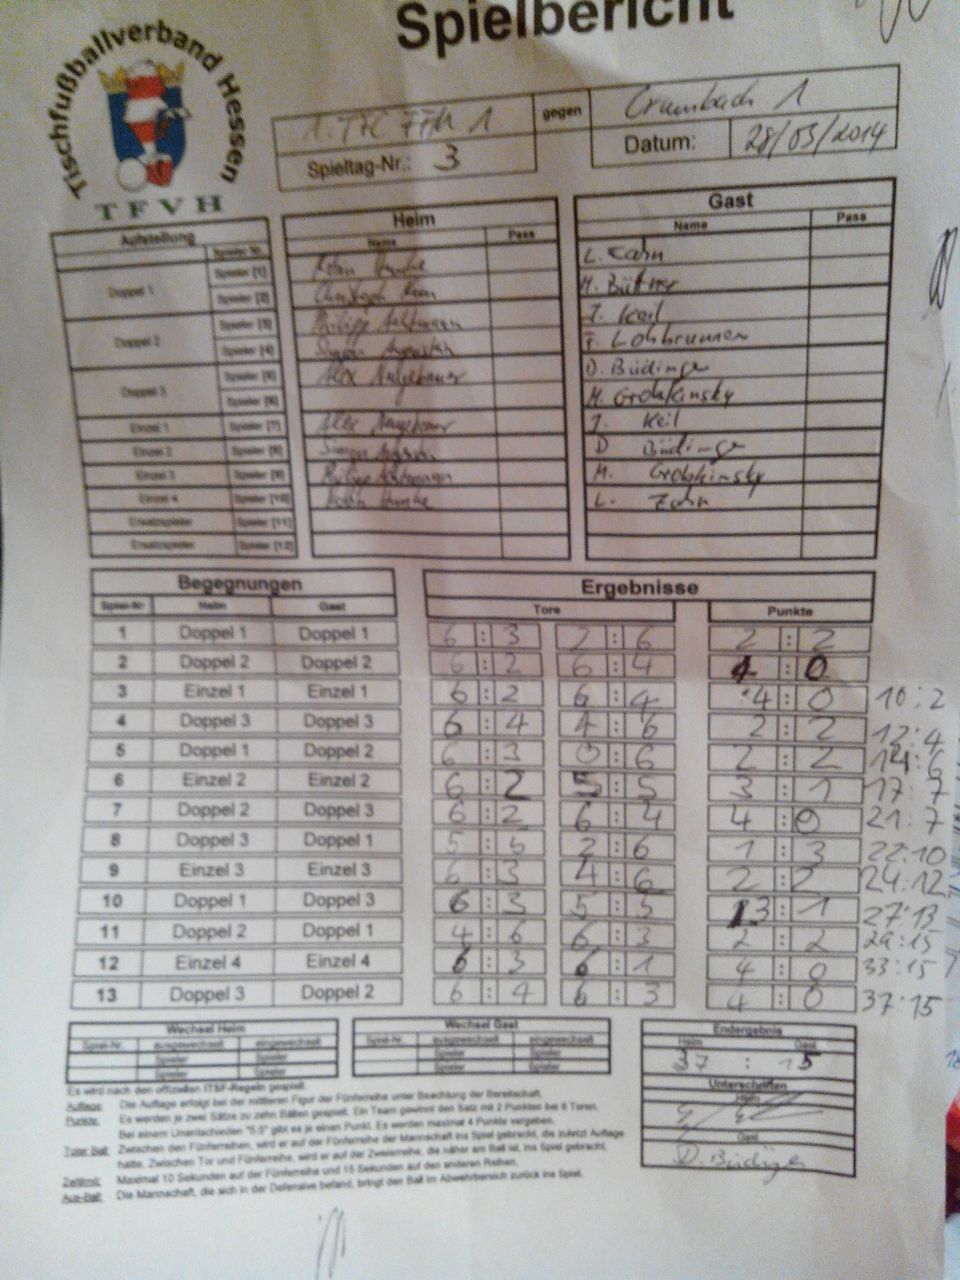 Spielbericht
Tischfußballverband Hessen
TFVH
1. TFC FFM 1 gegen Crumbach 1
Spieltag-Nr.: 3 Datum: 28/03/2014
Aufstellung Heim Gast
Spieler Nr. Name Pass Name Pass
Doppel 1 Spieler [1]
Spieler [2] M. Büttner
Doppel 2 Spieler [3] J. Keil
Spieler [4] F. Lohbrunner
Doppel 3 Spieler [5] Alex D. Büdinger
Spieler [6] M. Grobkinsky
Einzel 1 Spieler [7] Alex J. Keil
Einzel 2 Spieler [8] D Büdinger
Einzel 3 Spieler [9] M. Grobkinsky
Einzel 4 Spieler [10] L. Zahn
Ersatzspieler Spieler [11]
Ersatzspieler Spieler [12]
Begegnungen Ergebnisse
Spiel-Nr Heim Gast Tore Punkte
1 Doppel 1 Doppel 1 6 : 3 2 : 6 2 : 2
2 Doppel 2 Doppel 2 6 : 2 6 : 4 4 : 0
3 Einzel 1 Einzel 1 6 : 2 6 : 4 4 : 0 10 : 2
4 Doppel 3 Doppel 3 6 : 4 4 : 6 2 : 2 12 : 4
5 Doppel 1 Doppel 2 6 : 3 0 : 6 2 : 2 14 : 6
6 Einzel 2 Einzel 2 6 : 2 5 : 5 3 : 1 17 : 7
7 Doppel 2 Doppel 3 6 : 2 6 : 4 4 : 0 21 : 7
8 Doppel 3 Doppel 1 5 : 5 2 : 6 1 : 3 22:10
9 Einzel 3 Einzel 3 6 : 3 4 : 6 2 : 2 24:12
10 Doppel 1 Doppel 3 6 : 3 5 : 5 3 : 1 27:13
11 Doppel 2 Doppel 1 4 : 6 6 : 3 2 : 2 29:15
12 Einzel 4 Einzel 4 6 : 3 6 : 1 4 : 0 33:15
13 Doppel 3 Doppel 2 6 : 4 6 : 3 4 : 0 37:15
Wechsel Heim Wechsel Gast Endergebnis
Spiel-Nr. ausgewechselt eingewechselt Spiel-Nr. ausgewechselt eingewechselt Heim Gast
Spieler Spieler Spieler Spieler 37 : 15
Spieler Spieler Spieler Spieler Unterschriften
Heim
Gast
D. Büdinger
Es wird nach den offiziellen ITSF-Regeln gespielt.
Auflage: Die Auflage erfolgt bei der mittleren Figur der Fünferreihe unter Beachtung der Bereitschaft.
Punkte: Es werden je zwei Sätze zu zehn Bällen gespielt. Ein Team gewinnt den Satz mit 2 Punkten bei 6 Toren.
Bei einem Unentschieden "5:5" gibt es je einen Punkt. Es werden maximal 4 Punkte vergeben.
Toter Ball: Zwischen den Fünferreihen, wird er auf der Fünferreihe der Mannschaft ins Spiel gebracht, die zuletzt Auflage
hatte. Zwischen Tor und Fünferreihe, wird er auf der Zweierreihe, die näher am Ball ist, ins Spiel gebracht.
Zeitlimit: Maximal 10 Sekunden auf der Fünferreihe und 15 Sekunden auf den anderen Reihen.
Aus-Ball: Die Mannschaft, die sich in der Defensive befand, bringt den Ball im Abwehrbereich zurück ins Spiel.